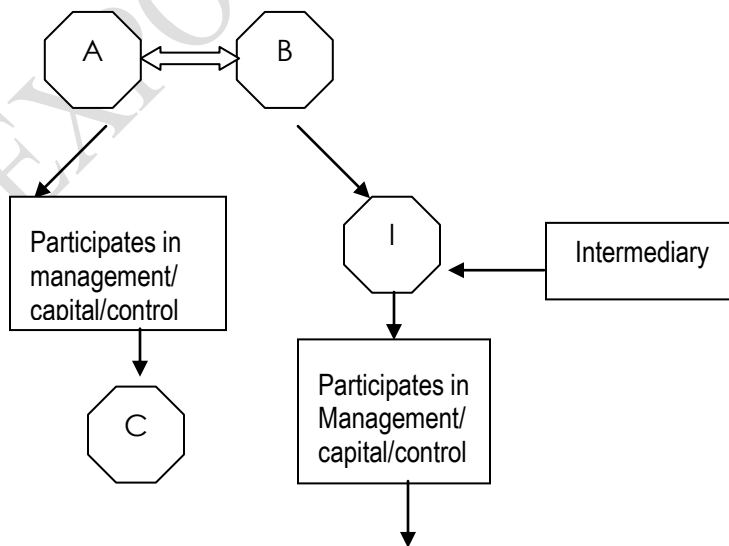 A
B
Participates in
management/
capital/control
I
Intermediary
C
Participates in
Management/
capital/control